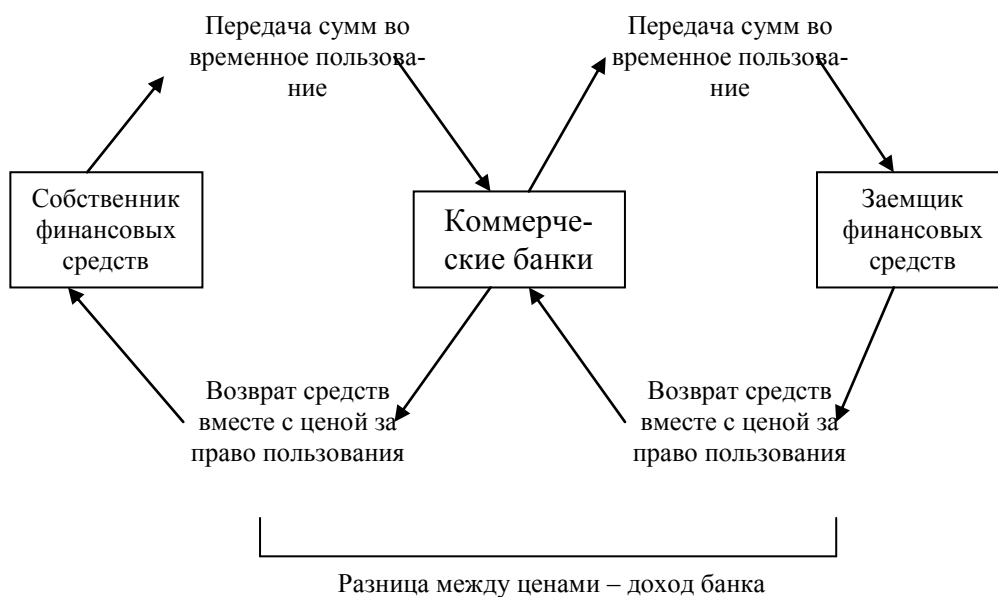 Передача сумм во
временное пользова-
ние
Передача сумм во
временное пользова-
ние
Собственник
финансовых
средств
Коммерче-
ские банки
Заемщик
финансовых
средств
Возврат средств
вместе с ценой за
право пользования
Возврат средств
вместе с ценой за
право пользования
Разница между ценами – доход банка